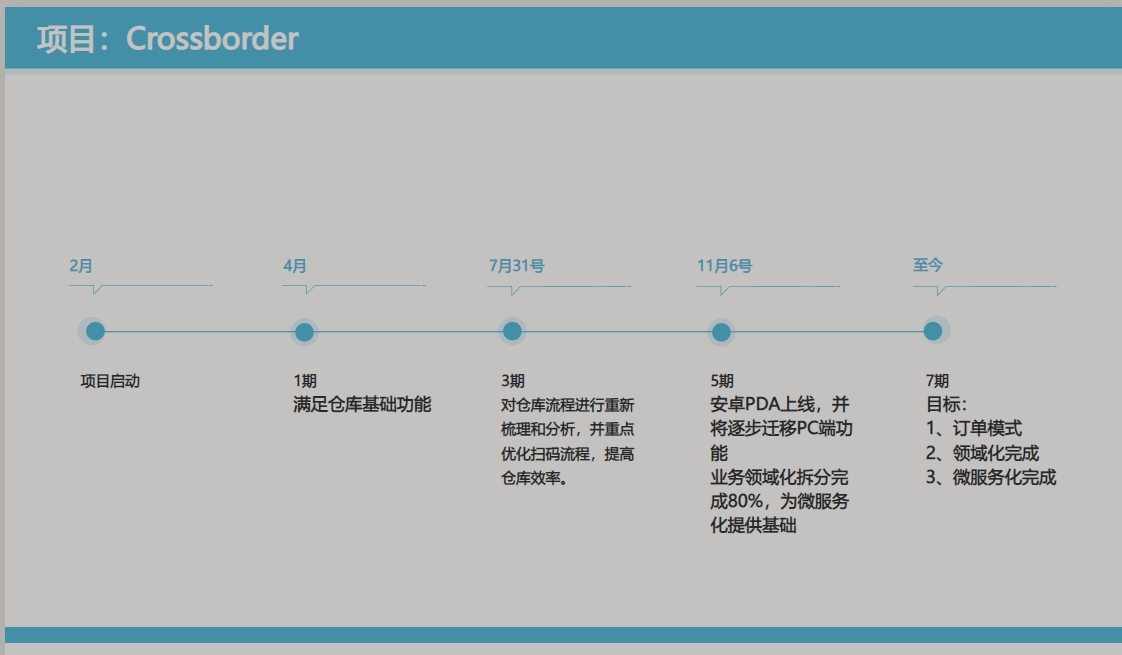 项目：Crossborder
2月
4月
7月31号
11月6号
至今
项目启动
1期
满足仓库基础功能
3期
对仓库流程进行重新
梳理和分析，并重点
优化扫码流程，提高
仓库效率。
5期
安卓PDA上线，并
将逐步迁移PC端功
能
业务领域化拆分完
成80%，为微服务
化提供基础
7期
目标：
1、订单模式
2、领域化完成
3、微服务化完成